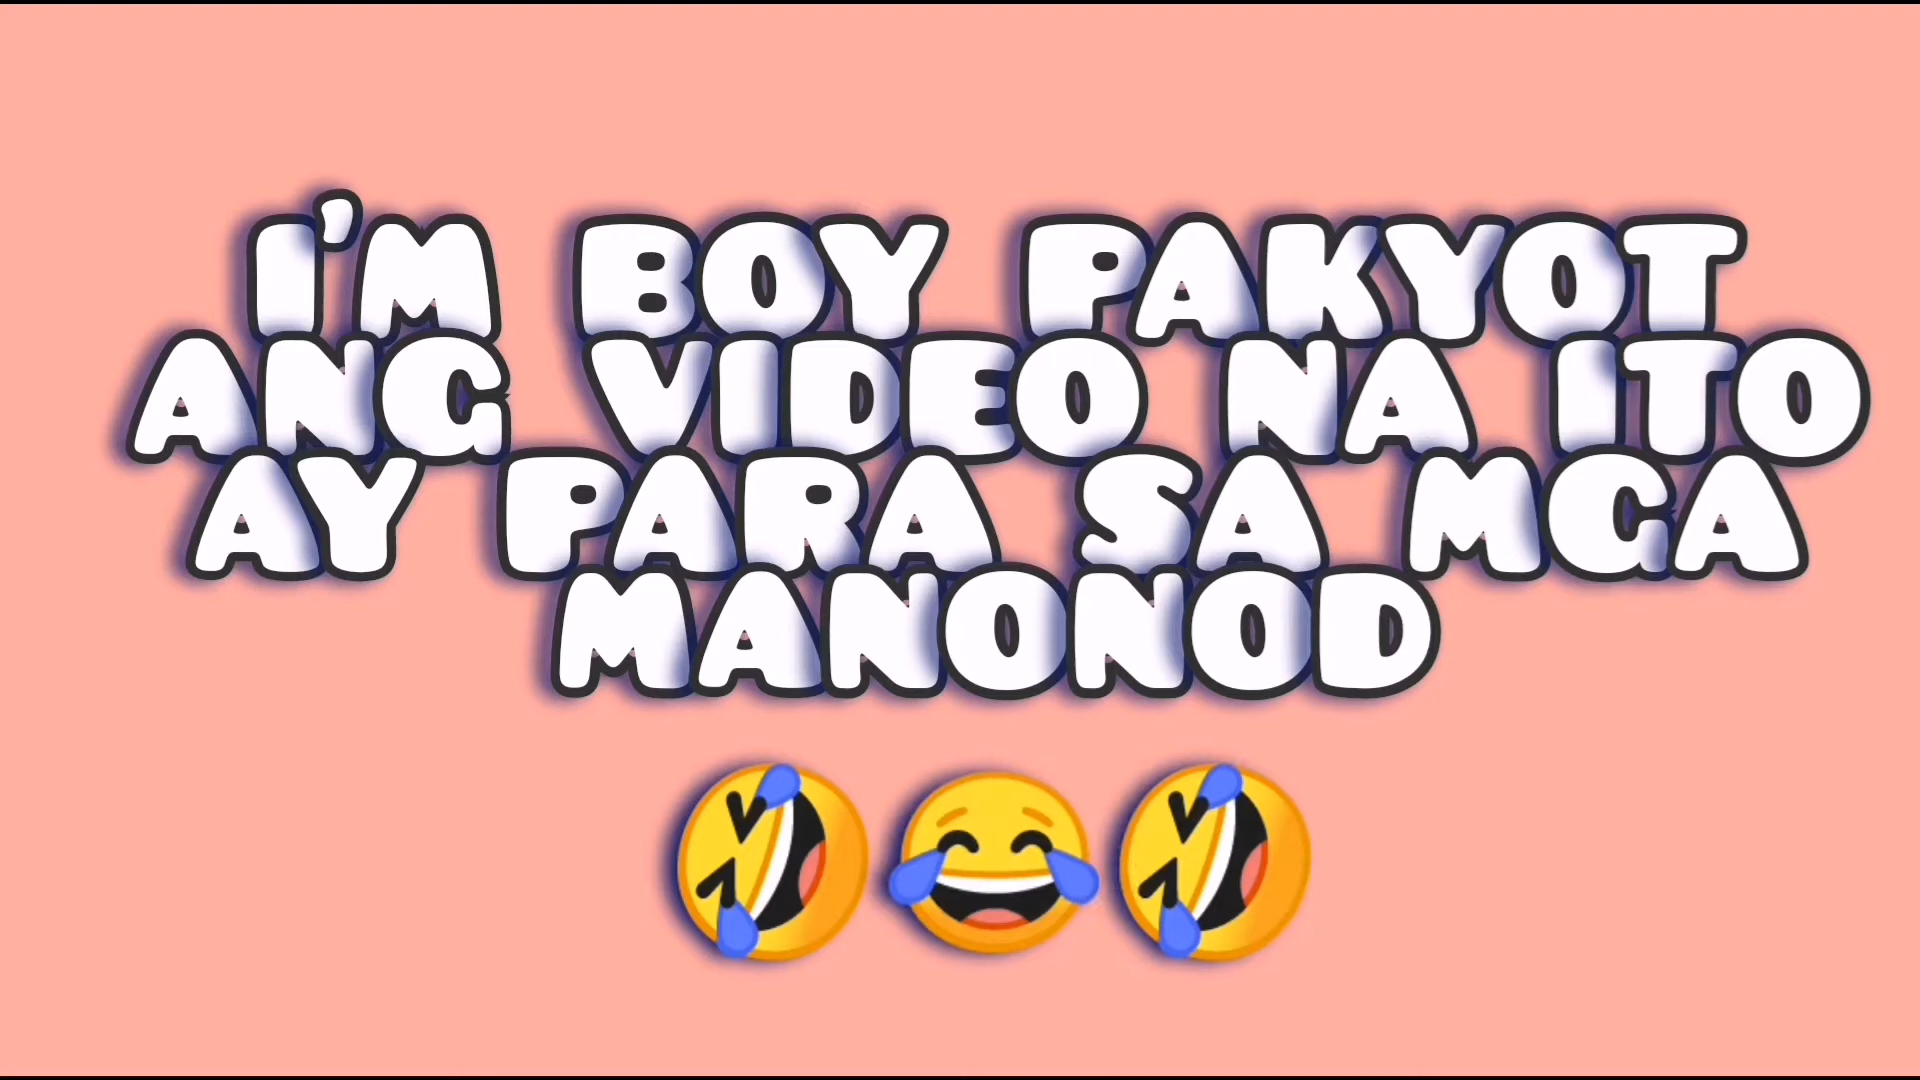 I'M BOY PAKYOT
ANG VIDEO NA ITO
AY PARA SA MGA
MANONOD
🤣😂🤣